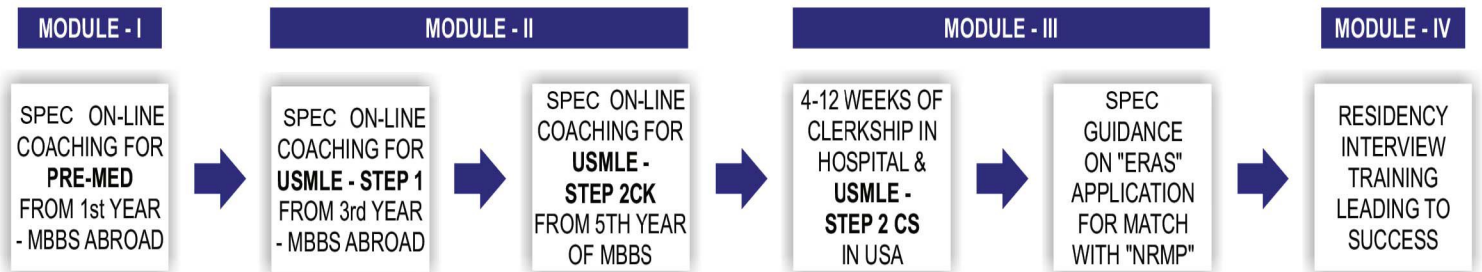 MODULE - I
SPEC ON-LINE
COACHING FOR
PRE-MED
FROM 1st YEAR
- MBBS ABROAD
MODULE - II
SPEC ON-LINE
COACHING FOR
USMLE - STEP 1
FROM 3rd YEAR
- MBBS ABROAD
SPEC ON-LINE
COACHING FOR
USMLE -
STEP 2CK
FROM 5TH YEAR
OF MBBS
MODULE - III
4-12 WEEKS OF
CLERKSHIP IN
HOSPITAL &
USMLE -
STEP 2 CS
IN USA
SPEC
GUIDANCE
ON "ERAS"
APPLICATION
FOR MATCH
WITH "NRMP"
MODULE - IV
RESIDENCY
INTERVIEW
TRAINING
LEADING TO
SUCCESS